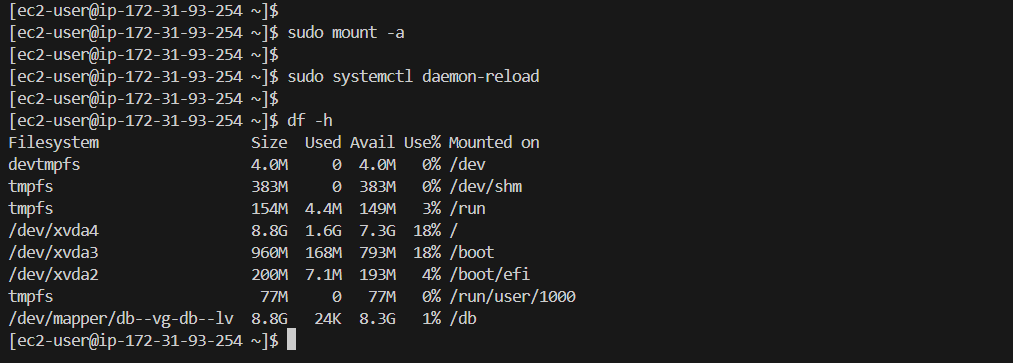 [ec2-user@ip-172-31-93-254 ~]$
[ec2-user@ip-172-31-93-254 ~]$ sudo mount -a
[ec2-user@ip-172-31-93-254 ~]$
[ec2-user@ip-172-31-93-254 ~]$ sudo systemctl daemon-reload
[ec2-user@ip-172-31-93-254 ~]$
[ec2-user@ip-172-31-93-254 ~]$ df -h
Filesystem                 Size  Used Avail Use% Mounted on
devtmpfs                   4.0M     0  4.0M   0% /dev
tmpfs                      383M     0  383M   0% /dev/shm
tmpfs                      154M  4.4M  149M   3% /run
/dev/xvda4                 8.8G  1.6G  7.3G  18% /
/dev/xvda3                 960M  168M  793M  18% /boot
/dev/xvda2                 200M  7.1M  193M   4% /boot/efi
tmpfs                       77M     0   77M   0% /run/user/1000
/dev/mapper/db--vg-db--lv  8.8G   24K  8.3G   1% /db
[ec2-user@ip-172-31-93-254 ~]$